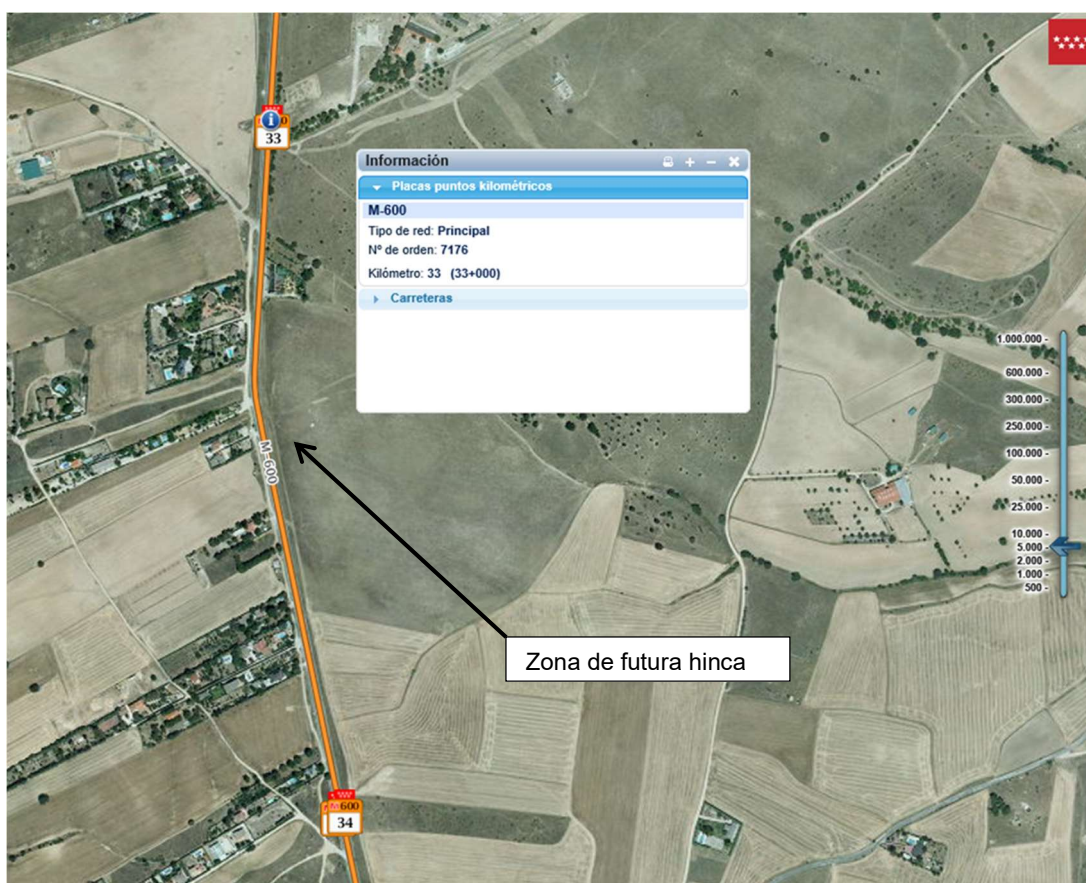 33
Información
Placas puntos kilométricos
M-600
Tipo de red: Principal
Nº de orden: 7176
Kilómetro: 33 (33+000)
Carreteras
1.000.000 -
600.000 -
300.000 -
250.000 -
100.000 -
50.000 -
25.000 -
10.000 -
5.000 -
2.000 -
1.000 -
500 -
M-600
Zona de futura hinca
M-600
34